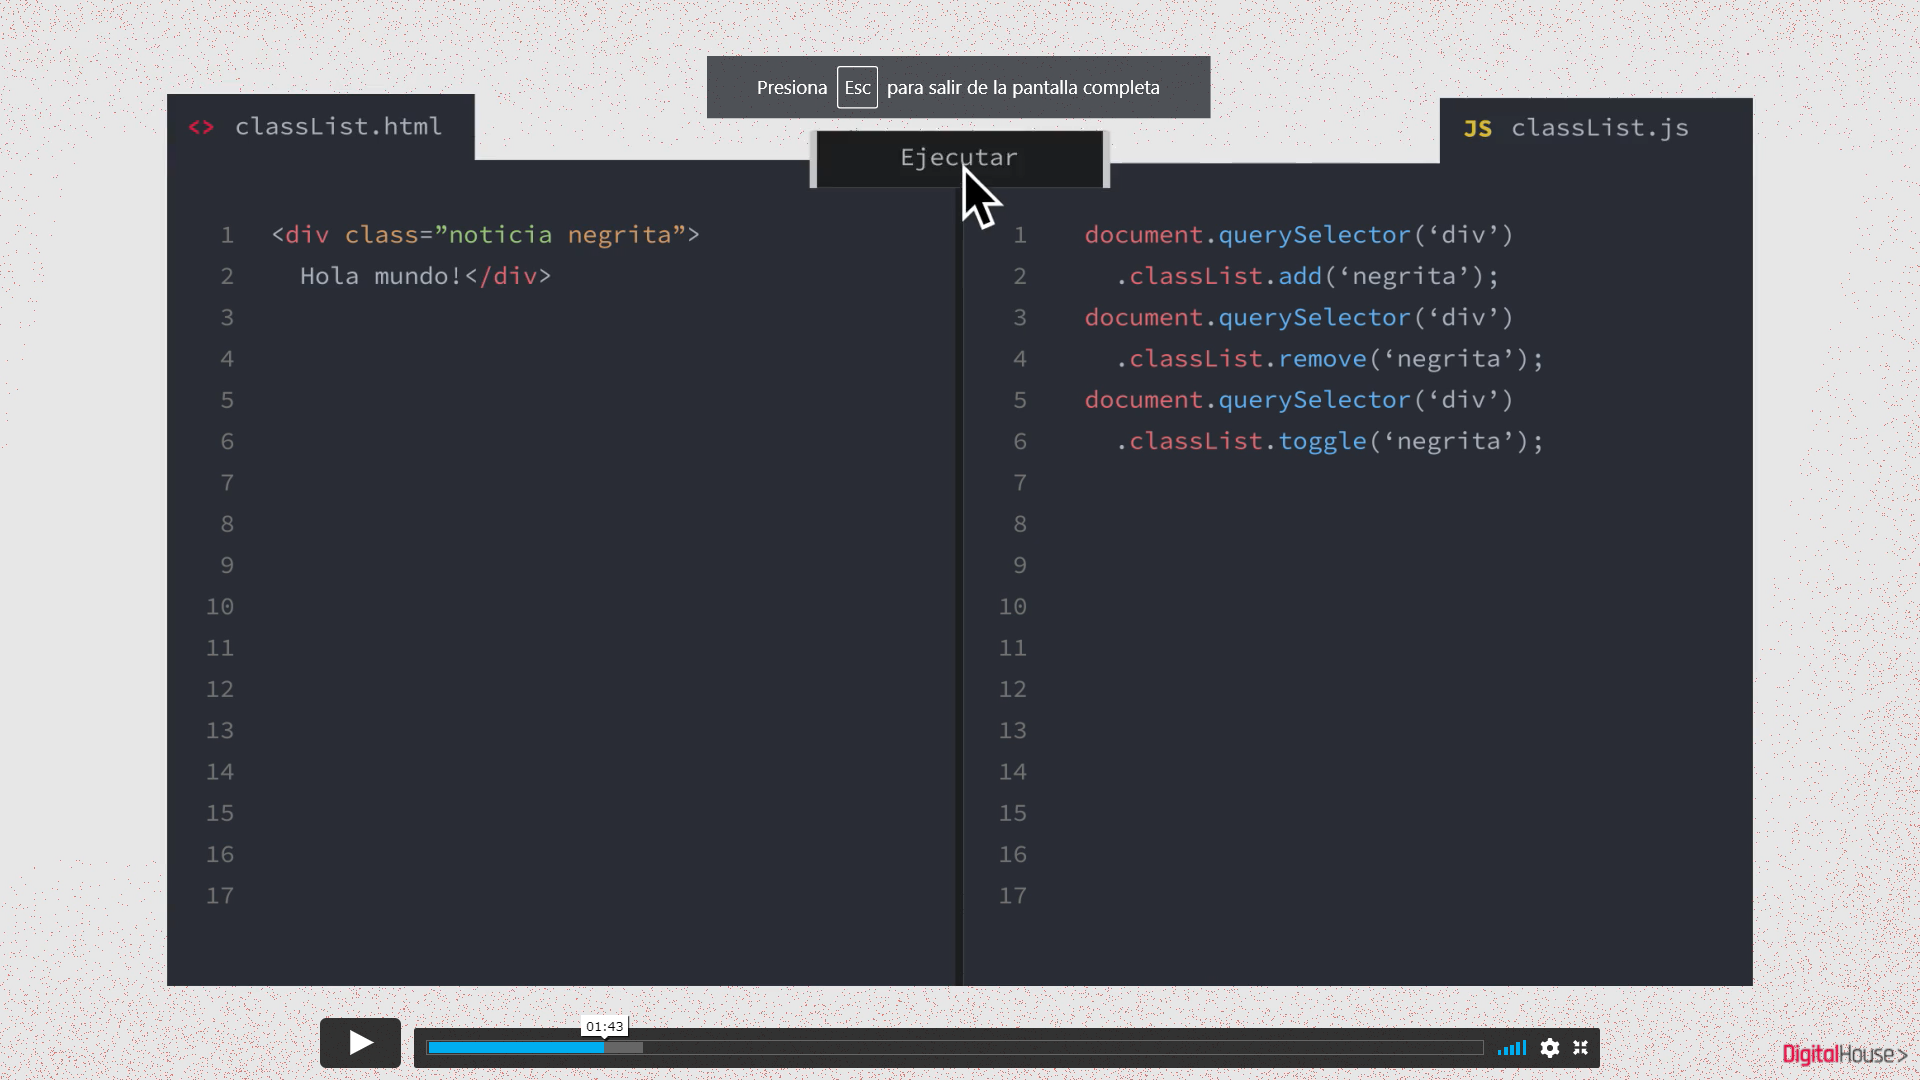 Presiona Esc para salir de la pantalla completa
<> classList.html
Ejecutar
JS classList.js
1 <div class=”noticia negrita”>
2 Hola mundo!</div>
3
4
5
6
7
8
9
10
11
12
13
14
15
16
17
1 document.querySelector(‘div’)
2 .classList.add(‘negrita’);
3 document.querySelector(‘div’)
4 .classList.remove(‘negrita’);
5 document.querySelector(‘div’)
6 .classList.toggle(‘negrita’);
7
8
9
10
11
12
13
14
15
16
17
01:43
DigitalHouse>